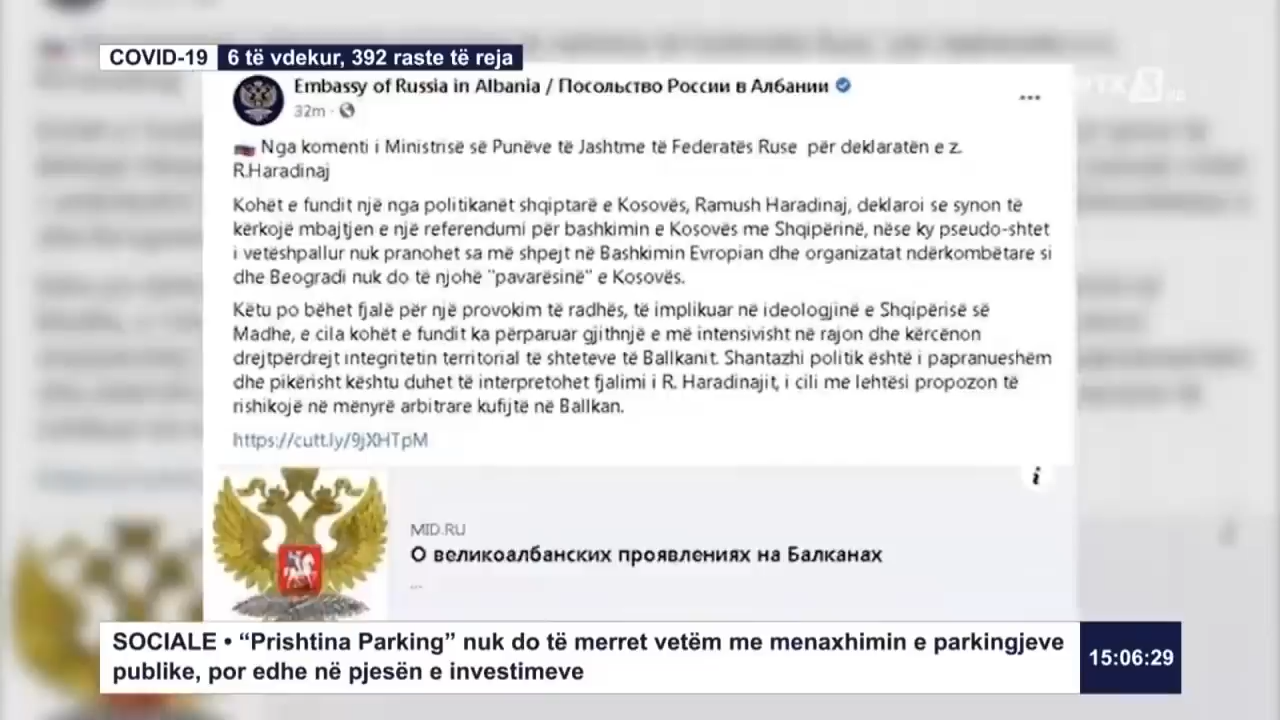 COVID-19 6 të vdekur, 392 raste të reja
Embassy of Russia in Albania / Посольство России в Албании
32m ·
Nga komenti i Ministrisë së Punëve të Jashtme të Federatës Ruse për deklaratën e z.
R.Haradinaj
Kohët e fundit një nga politikanët shqiptarë e Kosovës, Ramush Haradinaj, deklaroi se synon të
kërkojë mbajtjen e një referendumi për bashkimin e Kosovës me Shqipërinë, nëse ky pseudo-shtet
i vetëshpallur nuk pranohet sa më shpejt në Bashkimin Evropian dhe organizatat ndërkombëtare si
dhe Beogradi nuk do të njohë "pavarësinë" e Kosovës.
Këtu po bëhet fjalë për një provokim të radhës, të implikuar në ideologjinë e Shqipërisë së
Madhe, e cila kohët e fundit ka përparuar gjithnjë e më intensivisht në rajon dhe kërcënon
drejtpërdrejt integritetin territorial të shteteve të Ballkanit. Shantazhi politik është i papranueshëm
dhe pikërisht kështu duhet të interpretohet fjalimi i R. Haradinajit, i cili me lehtësi propozon të
rishikojë në mënyrë arbitrare kufijtë në Ballkan.
https://cutt.ly/9jXHTpM
MID.RU
О великоалбанских проявлениях на Балканах
...
SOCIALE • “Prishtina Parking” nuk do të merret vetëm me menaxhimin e parkingjeve
publike, por edhe në pjesën e investimeve
15:06:29